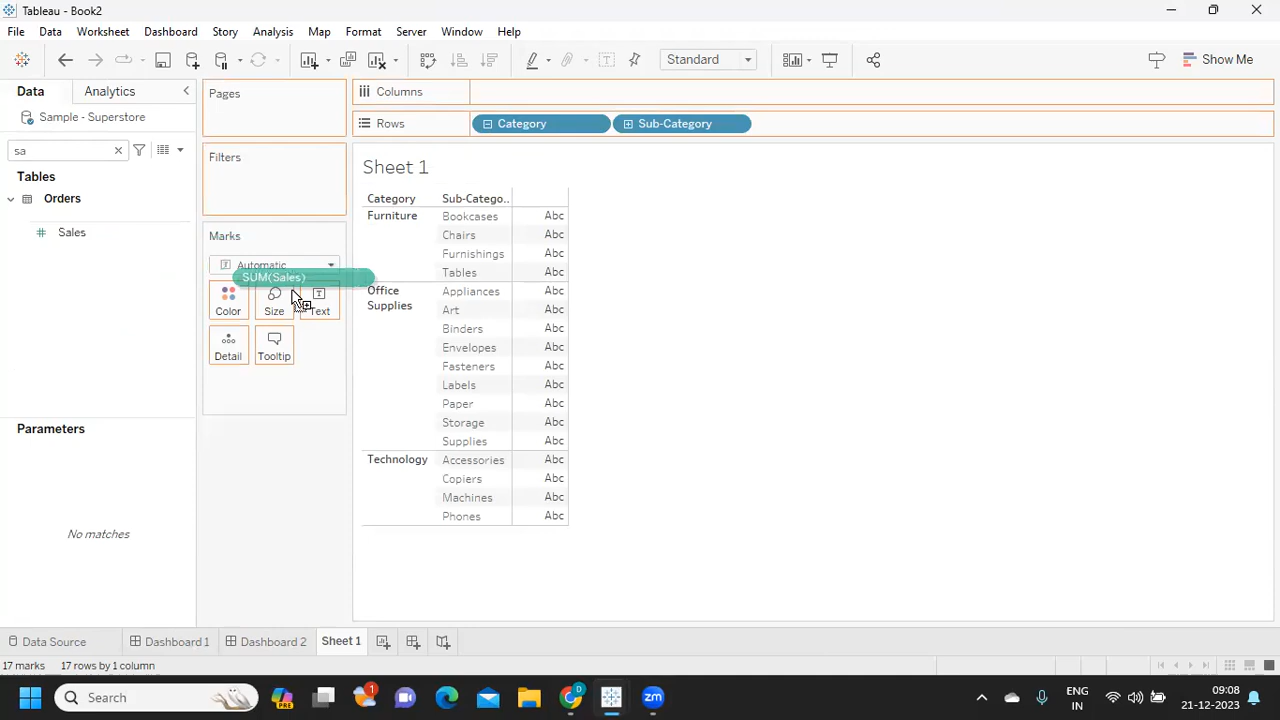 Tableau - Book2
File Data Worksheet Dashboard Story Analysis Map Format Server Window Help
Standard
Show Me
Data Analytics
Sample - Superstore
sa
Tables
Orders
Sales
Parameters
No matches
Pages
Filters
Marks
Automatic
SUM(Sales)
Color Size Text
Detail Tooltip
Columns
Rows Category Sub-Category
Sheet 1
Category Sub-Catego..
Furniture Bookcases Abc
Chairs Abc
Furnishings Abc
Tables Abc
Office Supplies Appliances Abc
Art Abc
Binders Abc
Envelopes Abc
Fasteners Abc
Labels Abc
Paper Abc
Storage Abc
Supplies Abc
Technology Accessories Abc
Copiers Abc
Machines Abc
Phones Abc
Data Source Dashboard 1 Dashboard 2 Sheet 1
17 marks 17 rows by 1 column
Search PRE 1 D ENG IN 09:08 21-12-2023